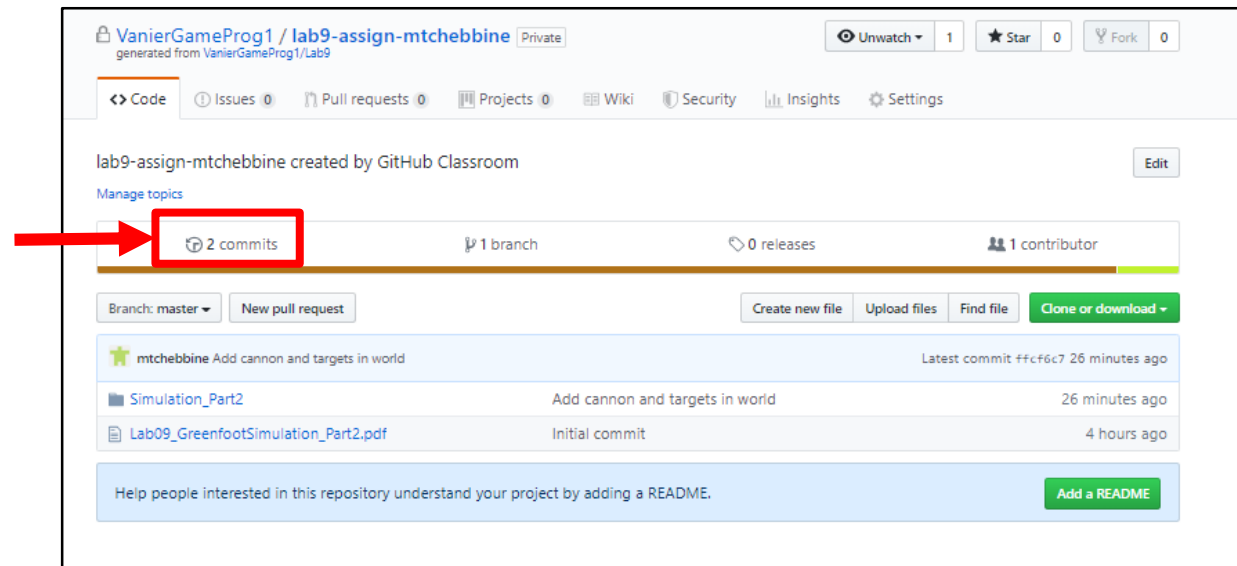 VanierGameProg1 / lab9-assign-mtchebbine Private
generated from VanierGameProg1/Lab9
Unwatch 1 Star 0 Fork 0
Code Issues 0 Pull requests 0 Projects 0 Wiki Security Insights Settings
lab9-assign-mtchebbine created by GitHub Classroom Edit
Manage topics
2 commits 1 branch 0 releases 1 contributor
Branch: master New pull request Create new file Upload files Find file Clone or download
mtchebbine Add cannon and targets in world Latest commit ffcf6c7 26 minutes ago
Simulation_Part2 Add cannon and targets in world 26 minutes ago
Lab09_GreenfootSimulation_Part2.pdf Initial commit 4 hours ago
Help people interested in this repository understand your project by adding a README. Add a README